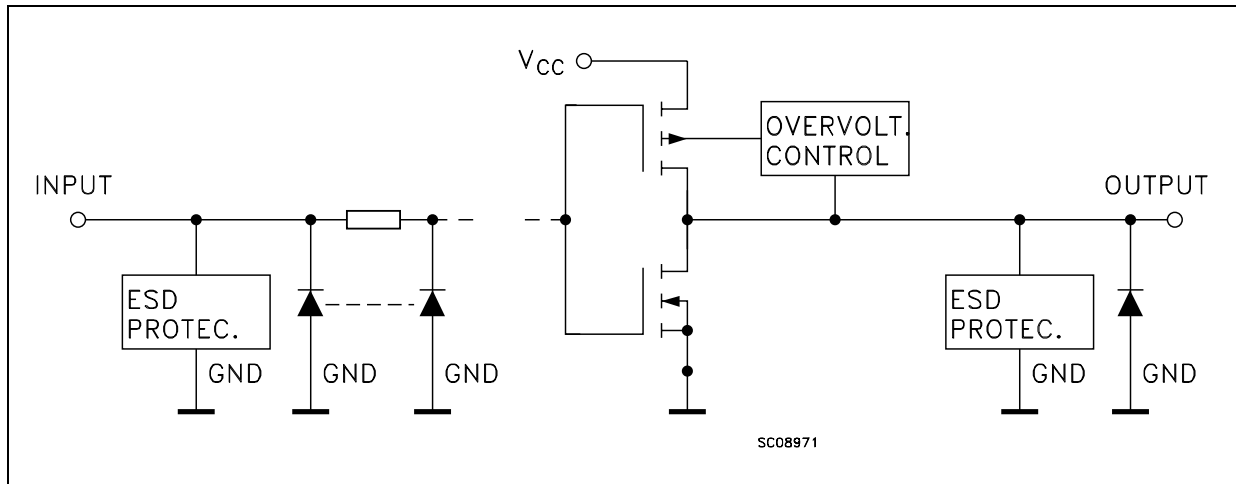 VCC
OVERVOLT.
CONTROL
INPUT
OUTPUT
ESD
PROTEC.
GND
GND
GND
ESD
PROTEC.
GND
GND
SC08971